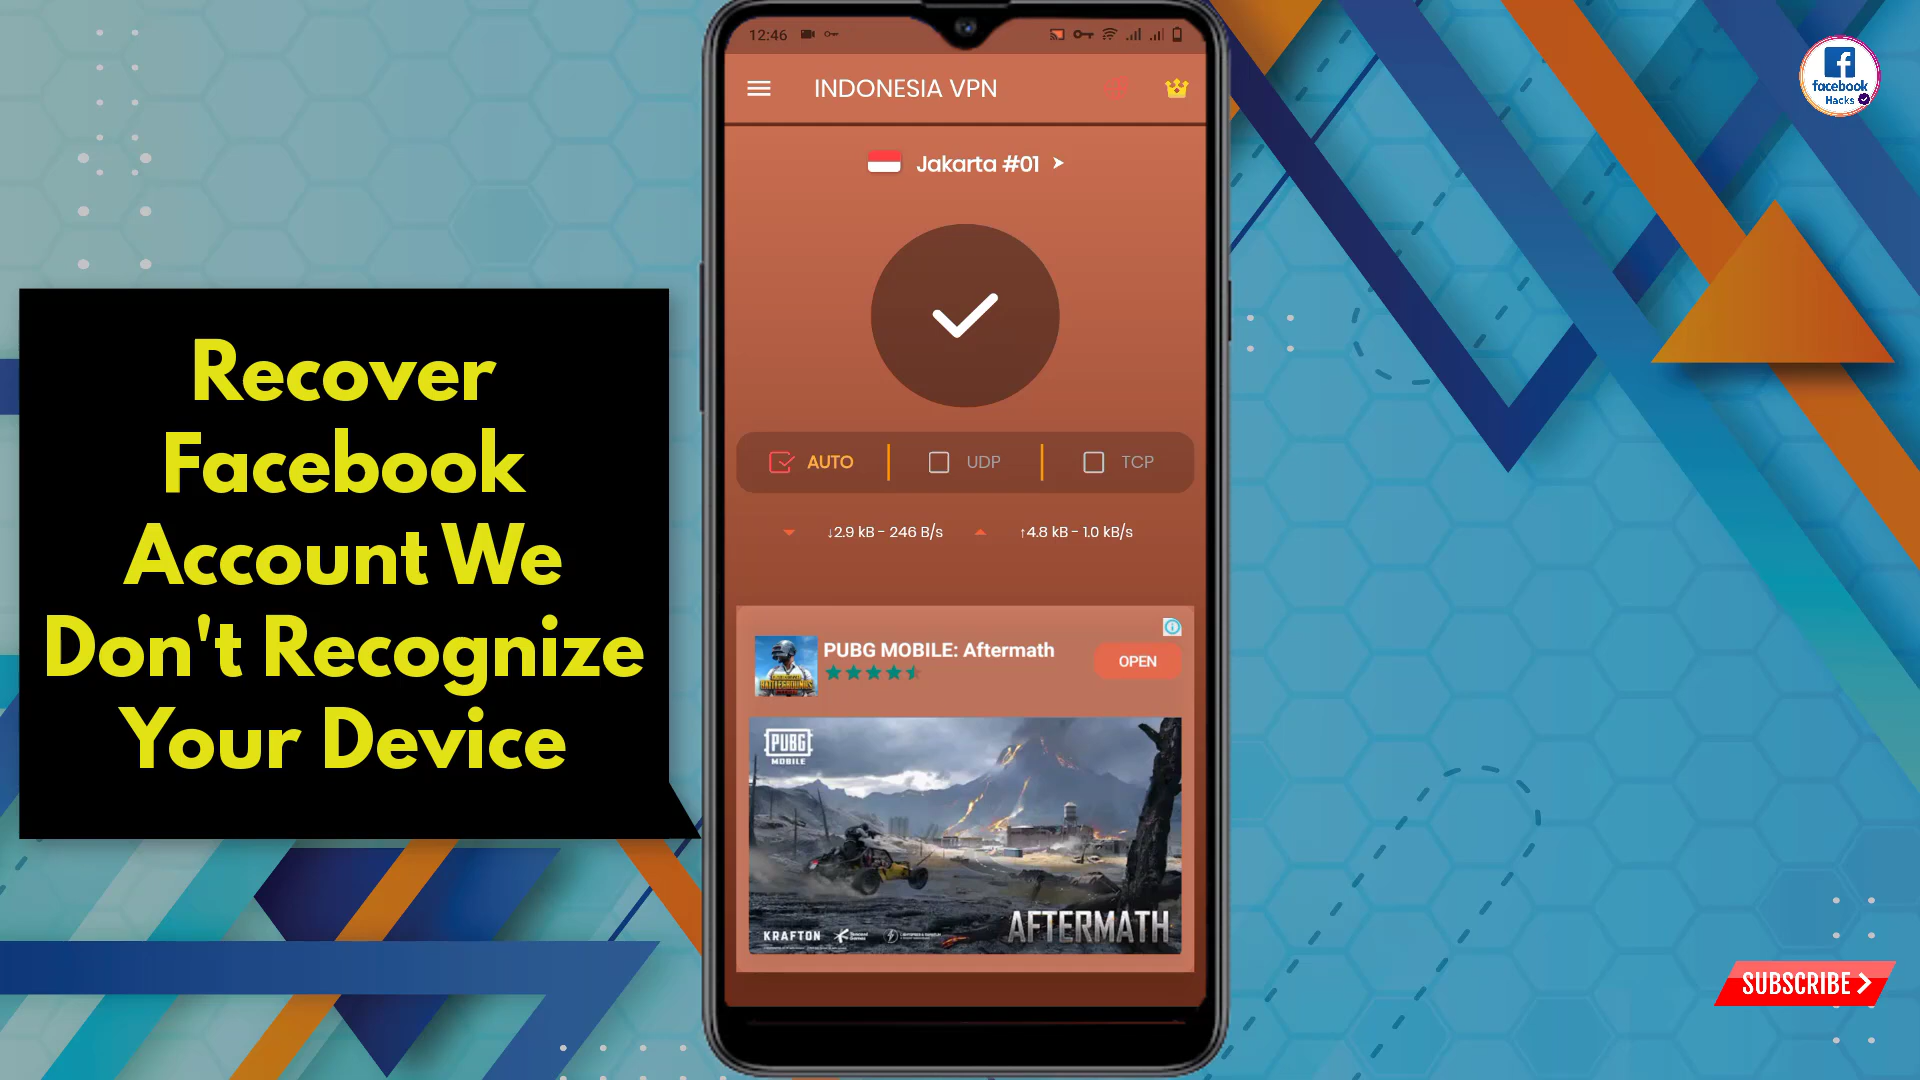 12:46
INDONESIA VPN
Jakarta #01
AUTO
UDP
TCP
↓2.9 kB - 246 B/s
↑4.8 kB - 1.0 kB/s
PUBG MOBILE: Aftermath
OPEN
BATTLEGROUNDS
PUBG
MOBILE
AFTERMATH
KRAFTON
Recover
Facebook
Account We
Don't Recognize
Your Device
facebook
Hacks
SUBSCRIBE